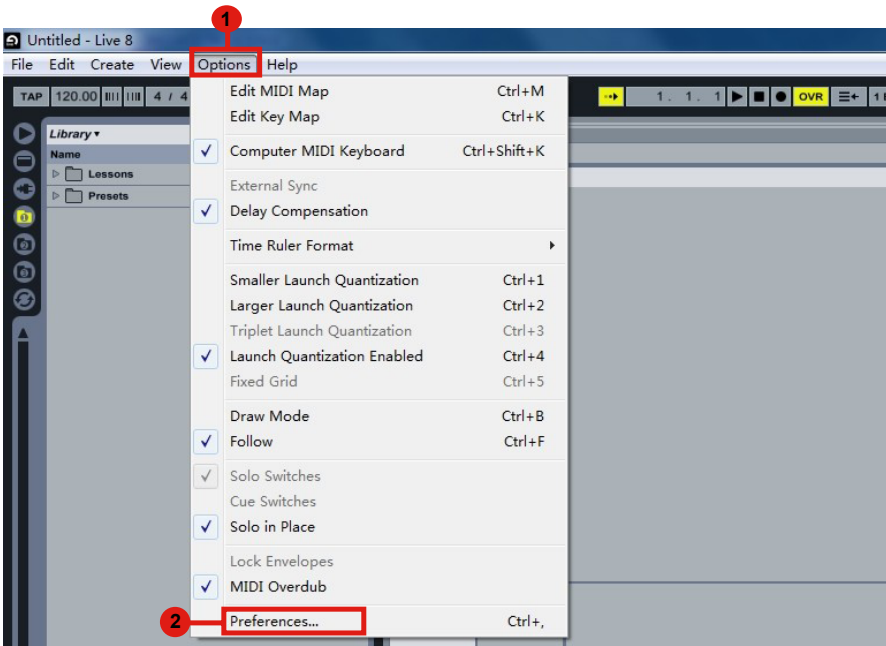 1
Untitled - Live 8
File Edit Create View Options Help
TAP 120.00 4 / 4 1. 1. 1 OVR
Library
Name
Lessons
Presets
Edit MIDI Map Ctrl+M
Edit Key Map Ctrl+K
Computer MIDI Keyboard Ctrl+Shift+K
External Sync
Delay Compensation
Time Ruler Format
Smaller Launch Quantization Ctrl+1
Larger Launch Quantization Ctrl+2
Triplet Launch Quantization Ctrl+3
Launch Quantization Enabled Ctrl+4
Fixed Grid Ctrl+5
Draw Mode Ctrl+B
Follow Ctrl+F
Solo Switches
Cue Switches
Solo in Place
Lock Envelopes
MIDI Overdub
2 Preferences... Ctrl+,